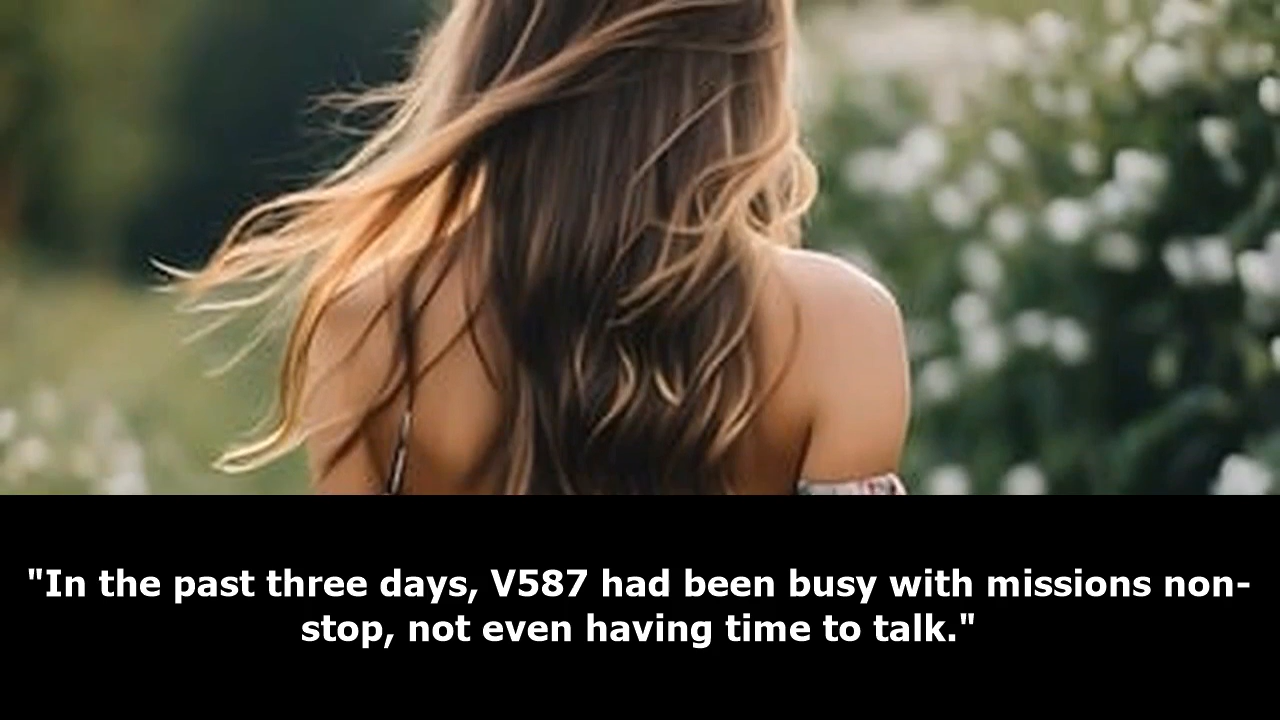 "In the past three days, V587 had been busy with missions non-
stop, not even having time to talk."